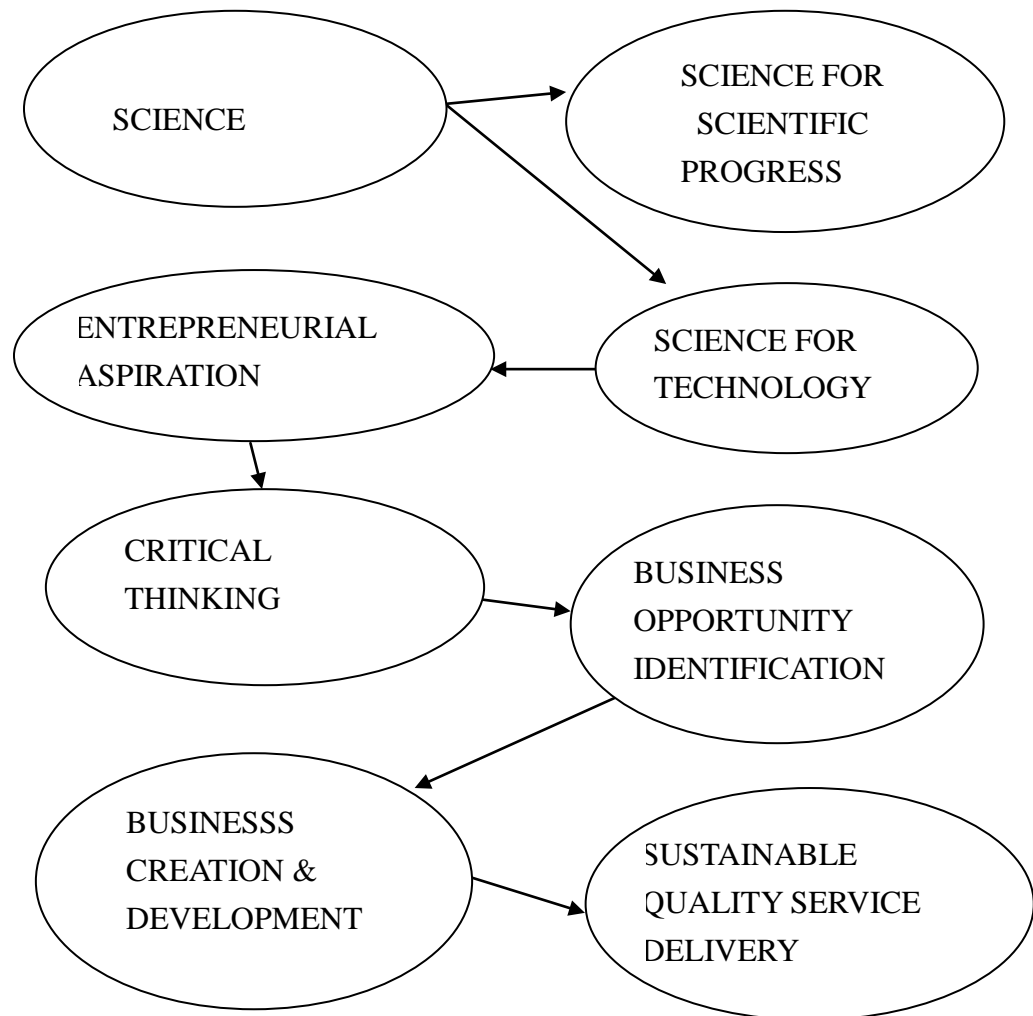 SCIENCE
SCIENCE FOR
SCIENTIFIC
PROGRESS
ENTREPRENEURIAL
ASPIRATION
SCIENCE FOR
TECHNOLOGY
CRITICAL
THINKING
BUSINESS
OPPORTUNITY
IDENTIFICATION
BUSINESSS
CREATION &
DEVELOPMENT
SUSTAINABLE
QUALITY SERVICE
DELIVERY